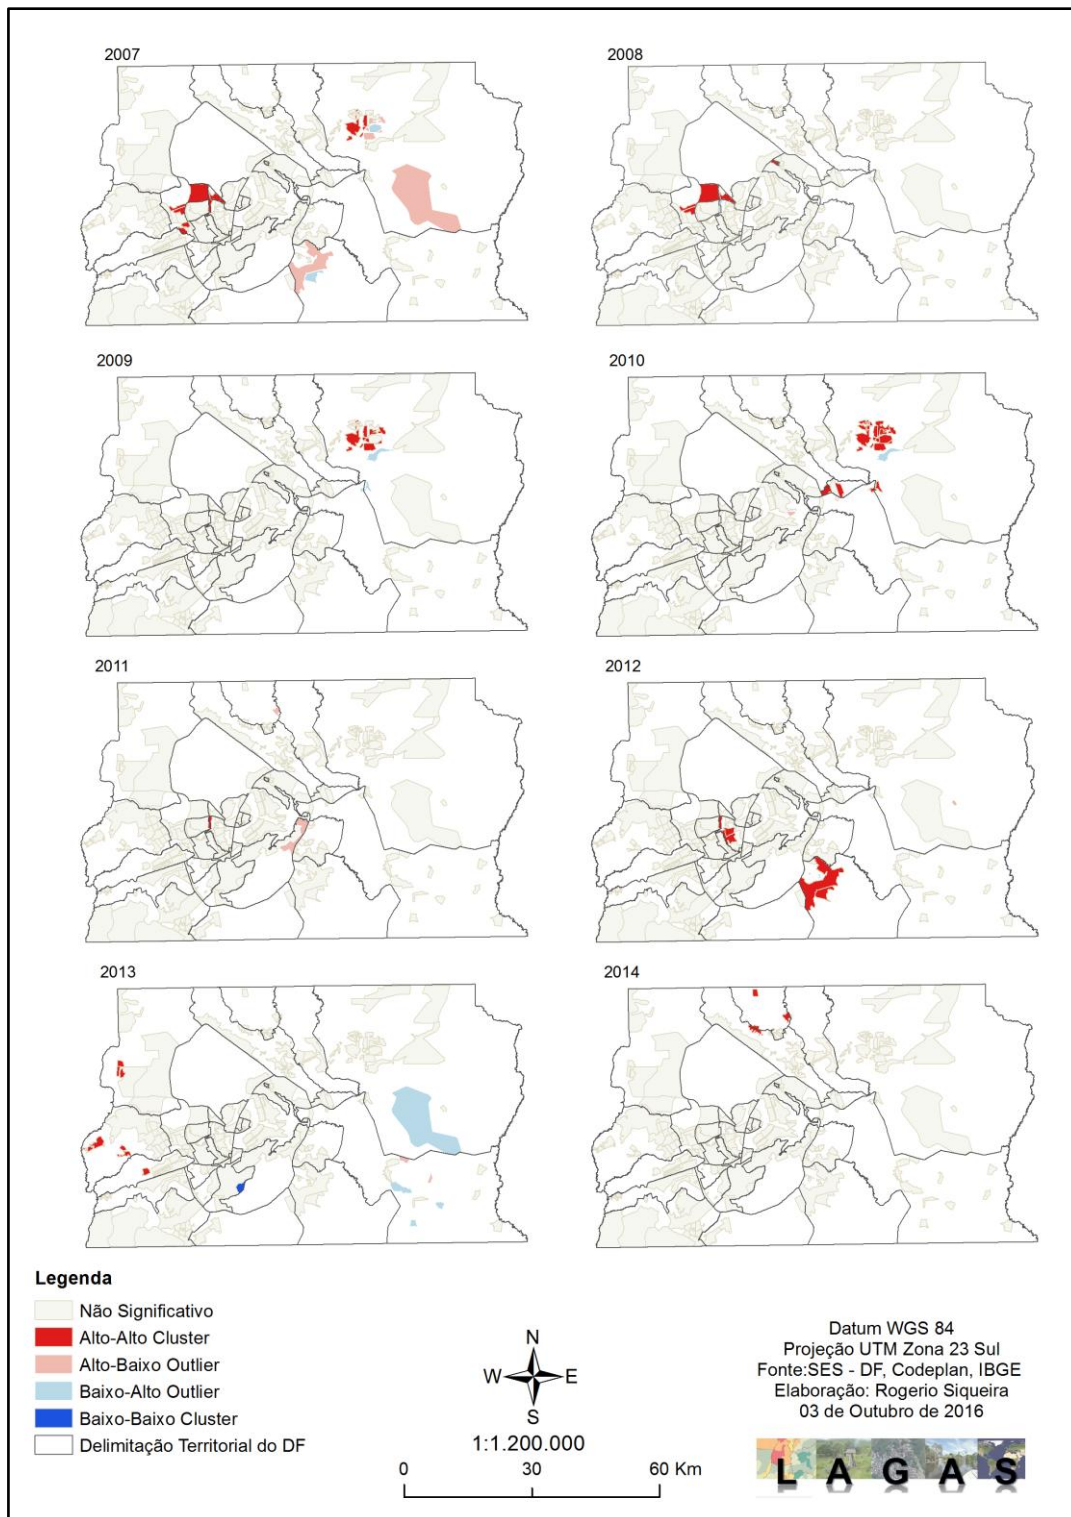 2007
2008
2009
2010
2011
2012
2013
2014
Legenda
Não Significativo
Alto-Alto Cluster
Alto-Baixo Outlier
Baixo-Alto Outlier
Baixo-Baixo Cluster
Delimitação Territorial do DF
N
W
E
S
1:1.200.000
0 30 60 Km
Datum WGS 84
Projeção UTM Zona 23 Sul
Fonte:SES - DF, Codeplan, IBGE
Elaboração: Rogerio Siqueira
03 de Outubro de 2016
L A G A S